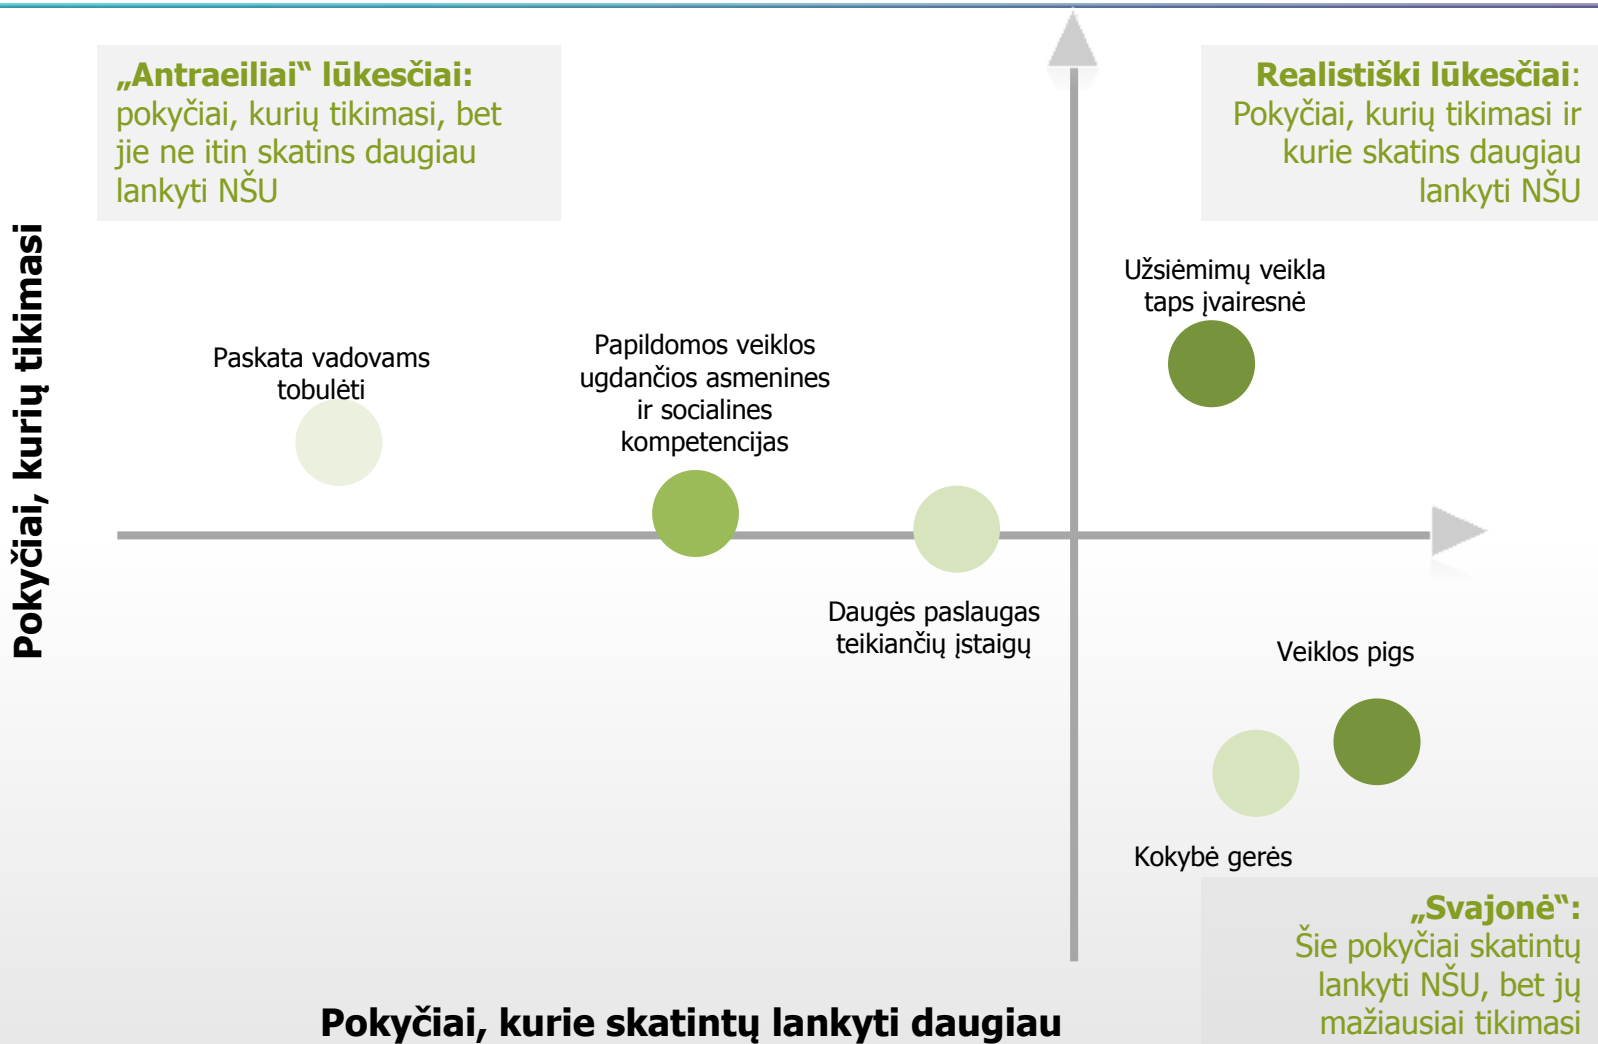 „Antraeiliai“ lūkesčiai:
pokyčiai, kurių tikimasi, bet
jie ne itin skatins daugiau
lankyti NŠU
Realistiški lūkesčiai:
Pokyčiai, kurių tikimasi ir
kurie skatins daugiau
lankyti NŠU
Pokyčiai, kurių tikimasi
Užsiėmimų veikla
taps įvairesnė
Paskata vadovams
tobulėti
Papildomos veiklos
ugdančios asmenines
ir socialines
kompetencijas
Daugės paslaugas
teikiančių įstaigų
Veiklos pigs
Kokybė gerės
„Svajonė“:
Šie pokyčiai skatintų
lankyti NŠU, bet jų
mažiausiai tikimasi
Pokyčiai, kurie skatintų lankyti daugiau